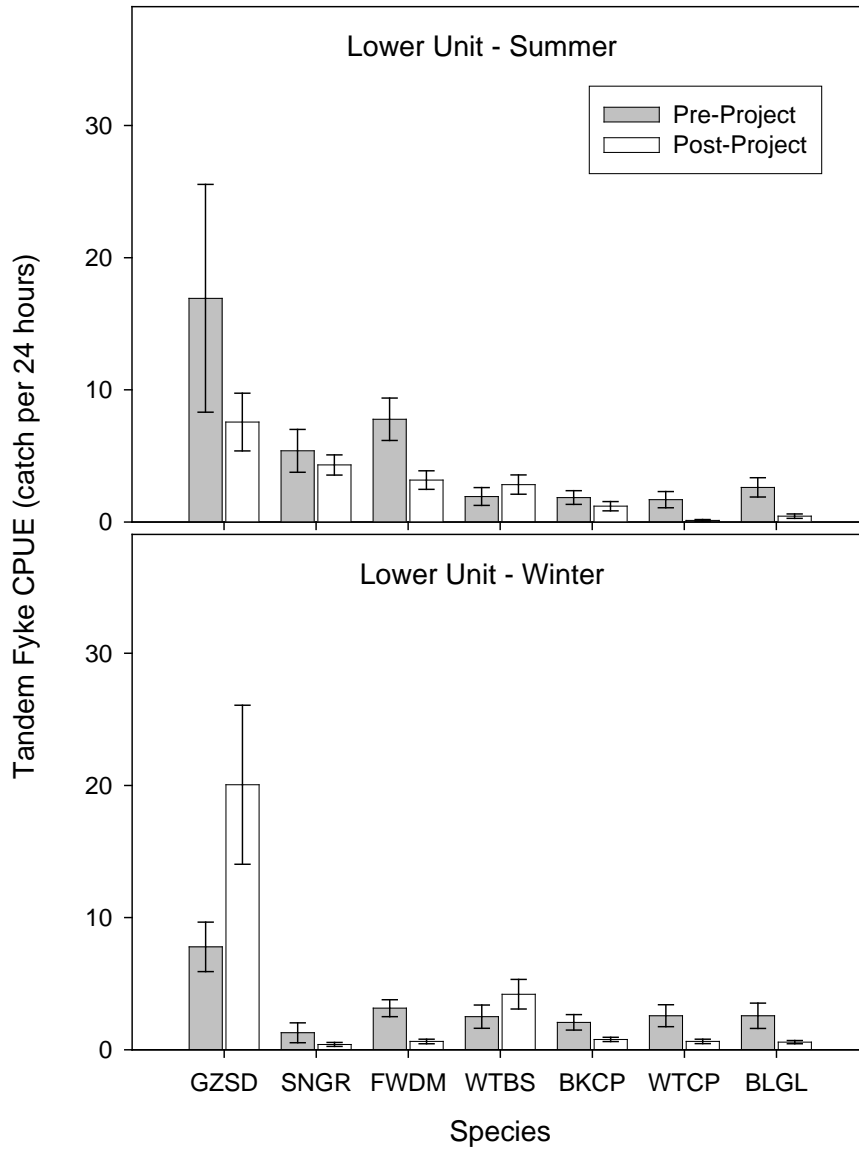 Lower Unit - Summer
Pre-Project
Post-Project
30
20
10
0
Tandem Fyke CPUE (catch per 24 hours)
Lower Unit - Winter
30
20
10
0
GZSD SNGR FWDM WTBS BKCP WTCP BLGL
Species